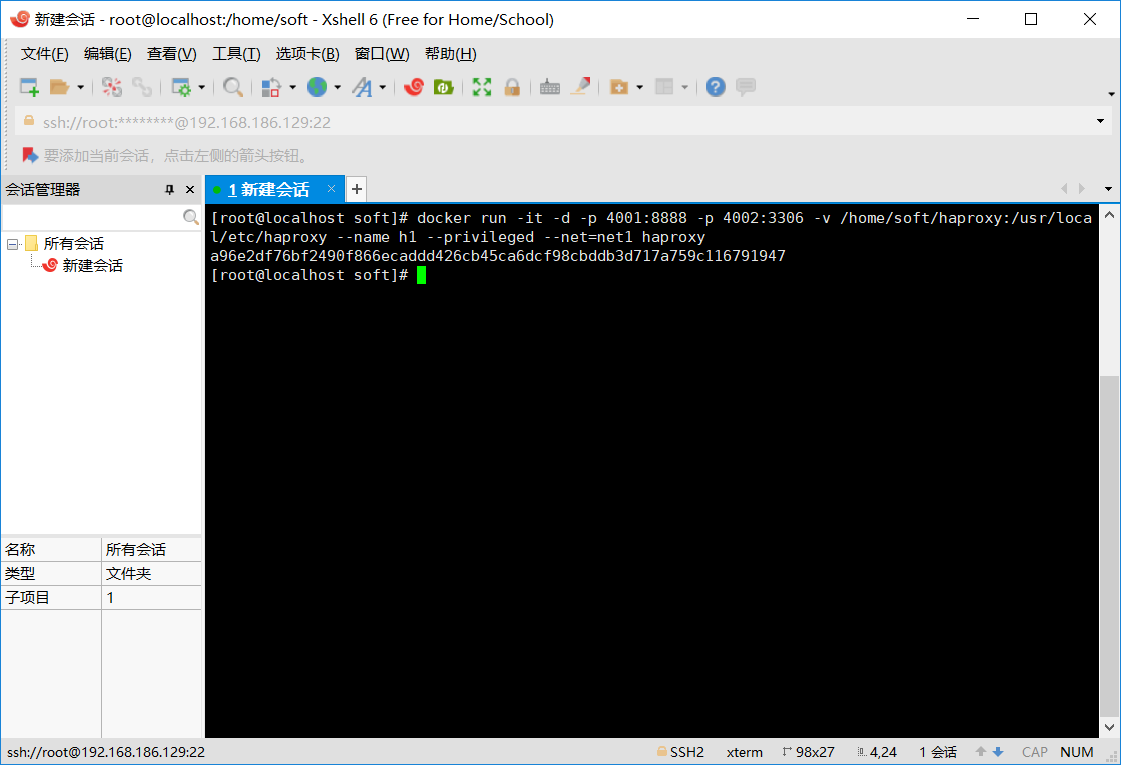 新建会话 - root@localhost:/home/soft - Xshell 6 (Free for Home/School)
文件(F) 编辑(E) 查看(V) 工具(T) 选项卡(B) 窗口(W) 帮助(H)
ssh://root:********@192.168.186.129:22
要添加当前会话，点击左侧的箭头按钮。
会话管理器
1 新建会话
所有会话
新建会话
名称 所有会话
类型 文件夹
子项目 1
[root@localhost soft]# docker run -it -d -p 4001:8888 -p 4002:3306 -v /home/soft/haproxy:/usr/loca
l/etc/haproxy --name h1 --privileged --net=net1 haproxy
a96e2df76bf2490f866ecaddd426cb45ca6dcf98cbddb3d717a759c116791947
[root@localhost soft]#
ssh://root@192.168.186.129:22 SSH2 xterm 98x27 4,24 1 会话 CAP NUM